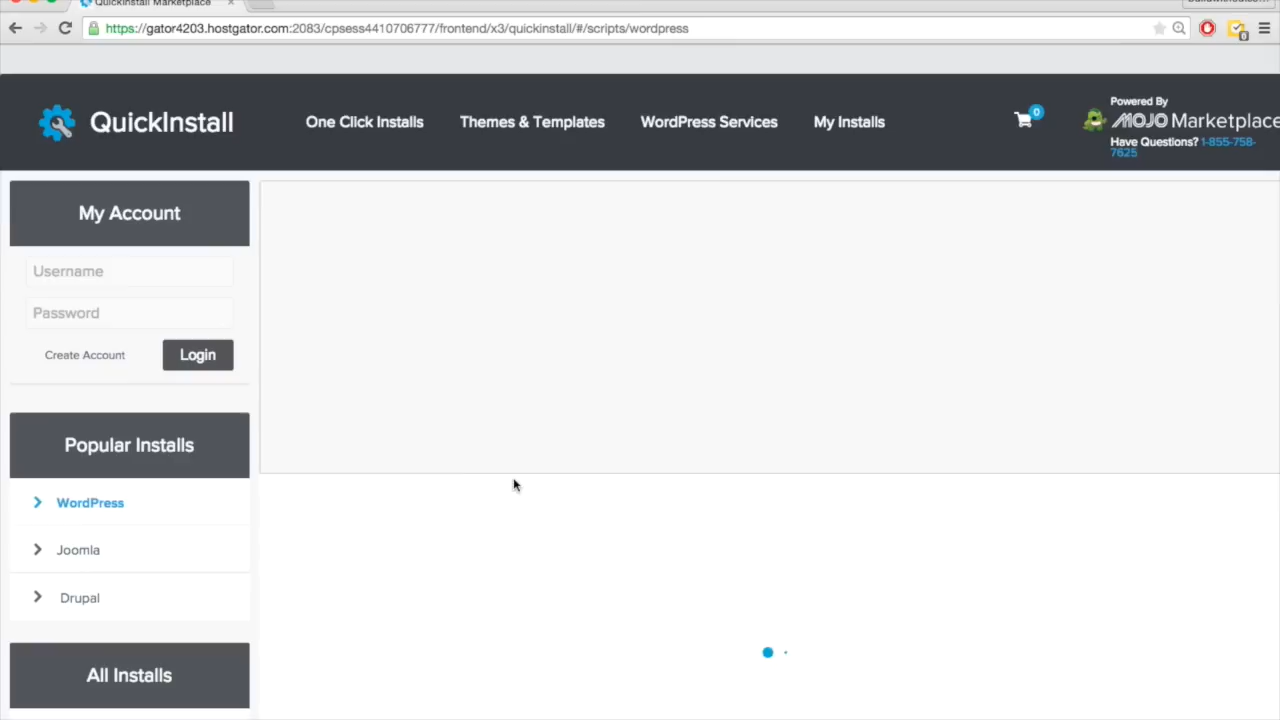 QuickInstall Marketplace
https://gator4203.hostgator.com:2083/cpsess4410706777/frontend/x3/quickinstall/#/scripts/wordpress
0
QuickInstall
One Click Installs
Themes & Templates
WordPress Services
My Installs
0
Powered By
MOJO Marketplace
Have Questions? 1-855-758-
7625
My Account
Username
Password
Create Account
Login
Popular Installs
WordPress
Joomla
Drupal
All Installs